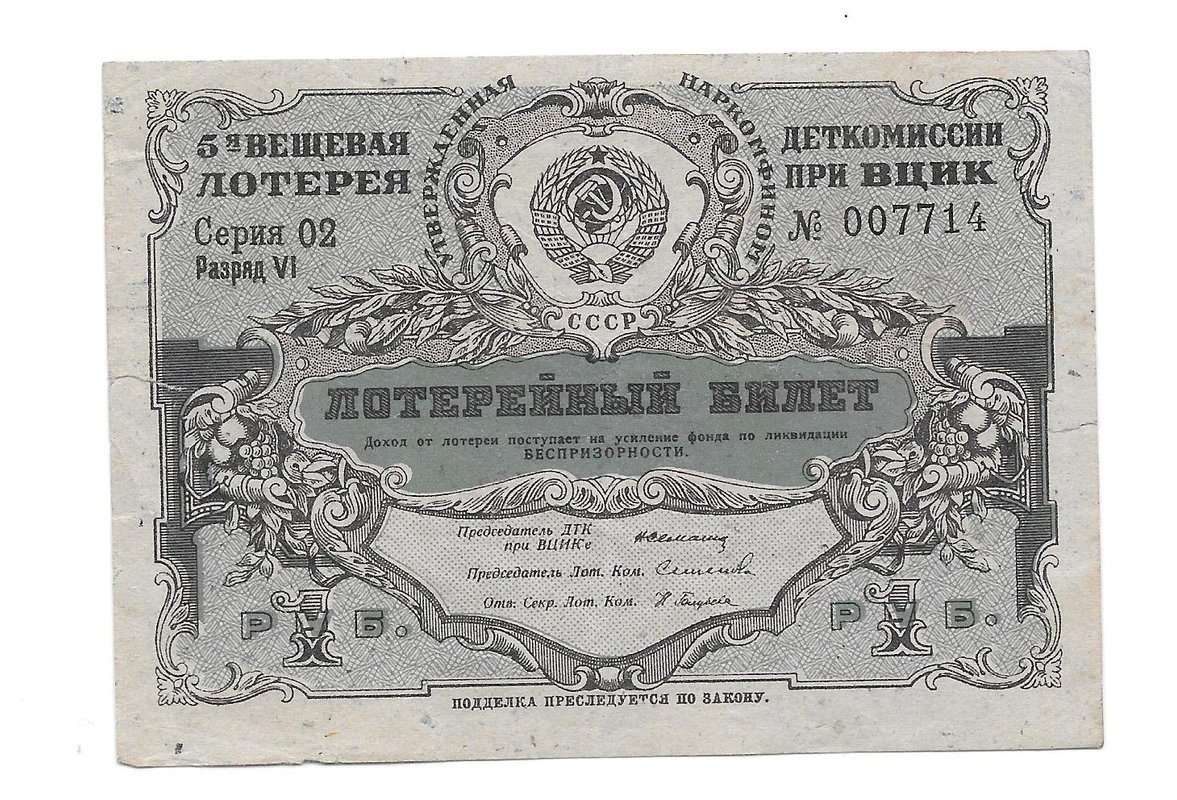 5я ВЕЩЕВАЯ
ЛОТЕРЕЯ
Серия 02
Разряд VI
УТВЕРЖДЕННАЯ НАРКОМФИНОМ
ДЕТКОМИССИИ
ПРИ ВЦИК
№ 007714
СССР
ЛОТЕРЕЙНЫЙ БИЛЕТ
Доход от лотереи поступает на усиление фонда по ликвидации
БЕСПРИЗОРНОСТИ.
Председатель ДТК
при ВЦИКе
Председатель Лот. Ком.
Отв. Секр. Лот. Ком.
1 РУБ.
1 РУБ.
ПОДДЕЛКА ПРЕСЛЕДУЕТСЯ ПО ЗАКОНУ.